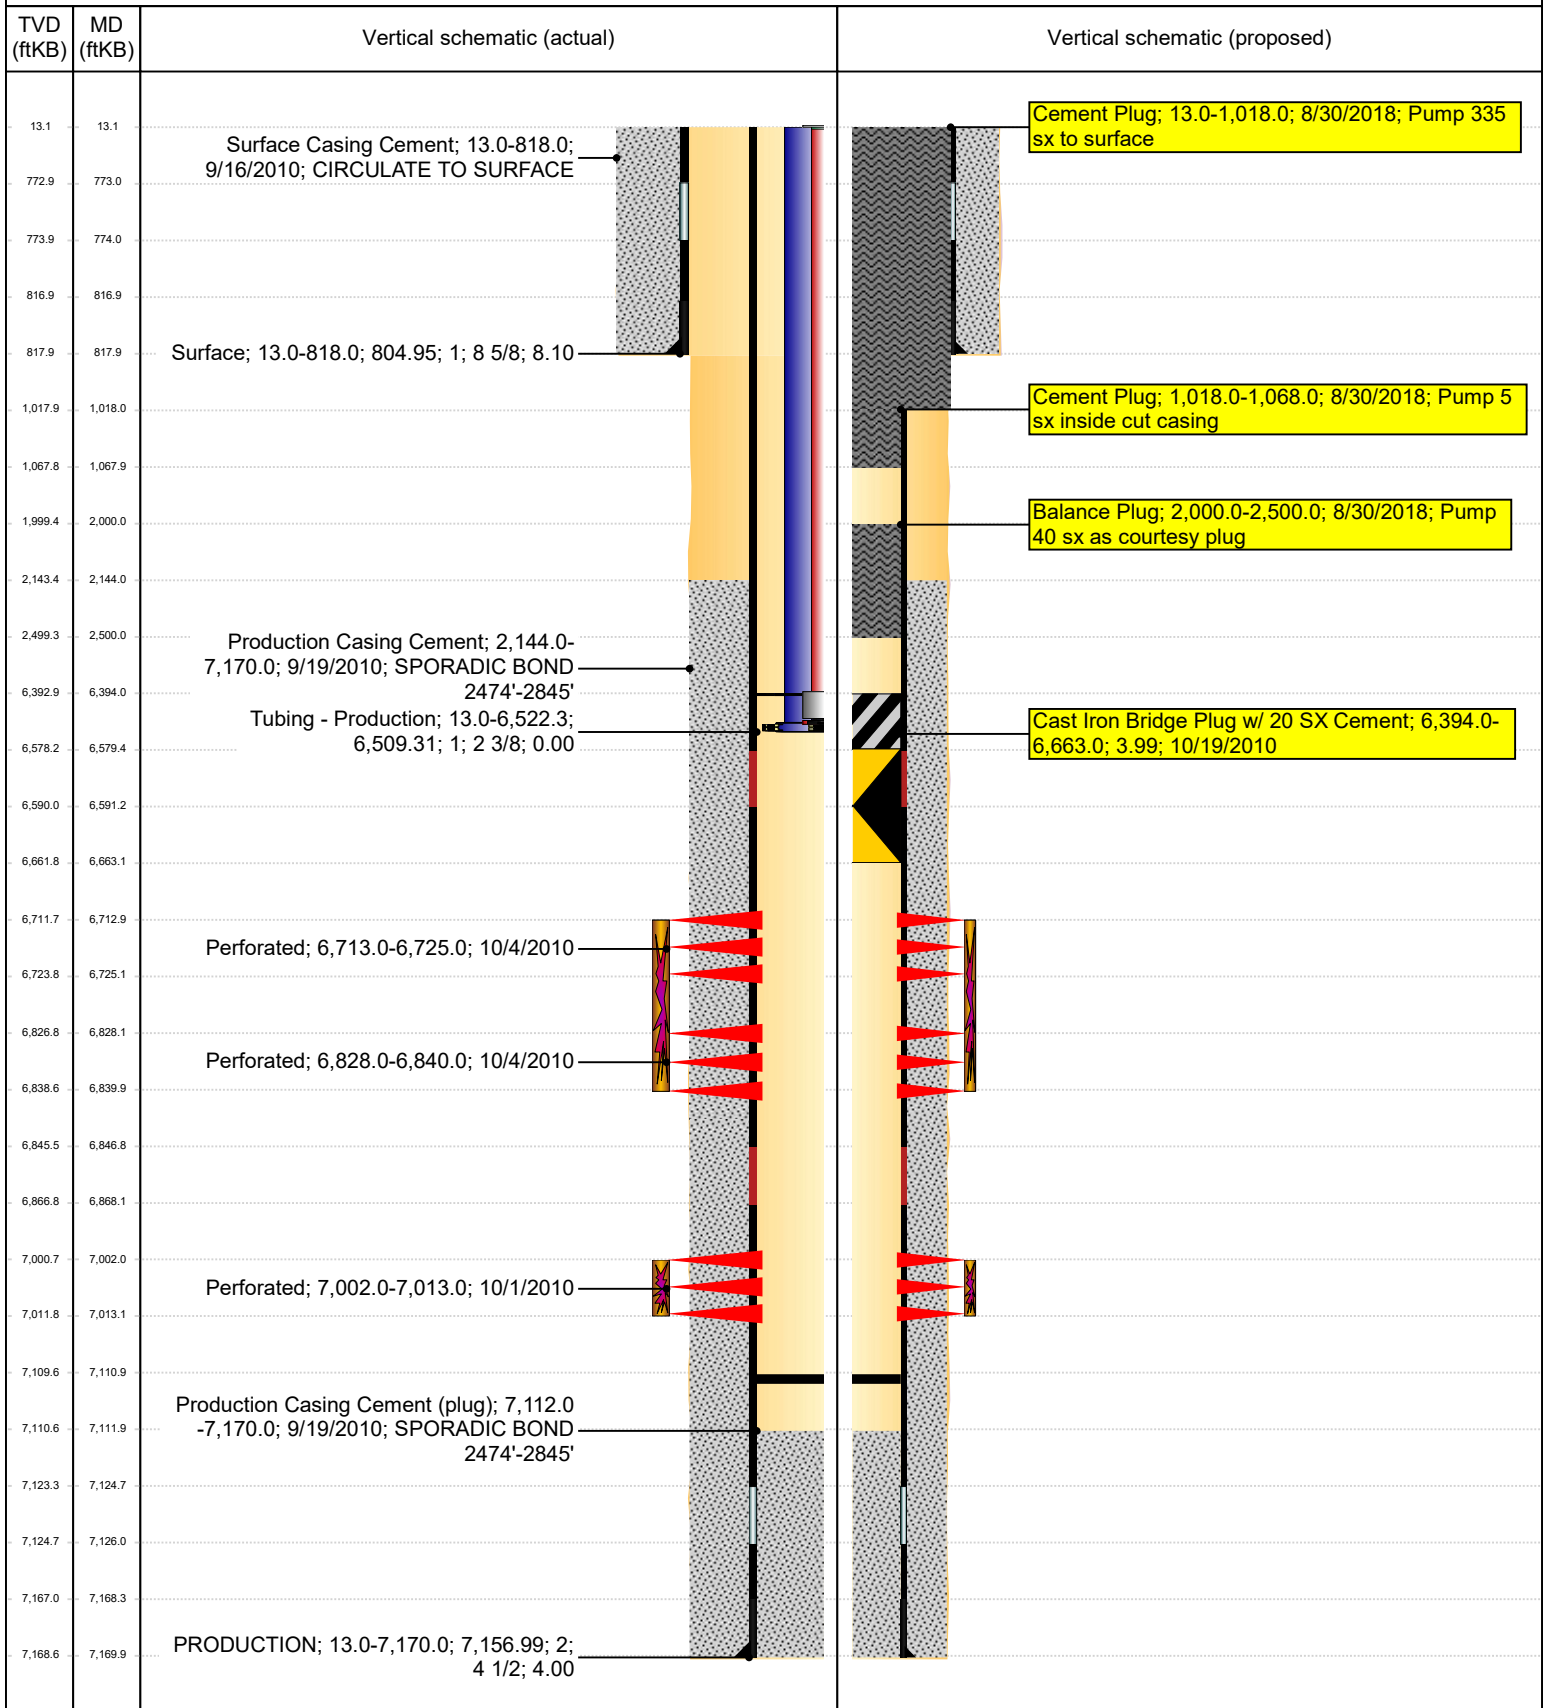 TVD
(ftKB)
MD
(ftKB)
Vertical schematic (actual)
Vertical schematic (proposed)
13.1 13.1
772.9 773.0
773.9 774.0
816.9 816.9
817.9 817.9
1,017.9 1,018.0
1,067.8 1,067.9
1,999.4 2,000.0
2,143.4 2,144.0
2,499.3 2,500.0
6,392.9 6,394.0
6,578.2 6,579.4
6,590.0 6,591.2
6,661.8 6,663.1
6,711.7 6,712.9
6,723.8 6,725.1
6,826.8 6,828.1
6,838.6 6,839.9
6,845.5 6,846.8
6,866.8 6,868.1
7,000.7 7,002.0
7,011.8 7,013.1
7,109.6 7,110.9
7,110.6 7,111.9
7,123.3 7,124.7
7,124.7 7,126.0
7,167.0 7,168.3
7,168.6 7,169.9
Surface Casing Cement; 13.0-818.0;
9/16/2010; CIRCULATE TO SURFACE
Surface; 13.0-818.0; 804.95; 1; 8 5/8; 8.10
Production Casing Cement; 2,144.0-
7,170.0; 9/19/2010; SPORADIC BOND
2474'-2845'
Tubing - Production; 13.0-6,522.3;
6,509.31; 1; 2 3/8; 0.00
Perforated; 6,713.0-6,725.0; 10/4/2010
Perforated; 6,828.0-6,840.0; 10/4/2010
Perforated; 7,002.0-7,013.0; 10/1/2010
Production Casing Cement (plug); 7,112.0
-7,170.0; 9/19/2010; SPORADIC BOND
2474'-2845'
PRODUCTION; 13.0-7,170.0; 7,156.99; 2;
4 1/2; 4.00
Cement Plug; 13.0-1,018.0; 8/30/2018; Pump 335
sx to surface
Cement Plug; 1,018.0-1,068.0; 8/30/2018; Pump 5
sx inside cut casing
Balance Plug; 2,000.0-2,500.0; 8/30/2018; Pump
40 sx as courtesy plug
Cast Iron Bridge Plug w/ 20 SX Cement; 6,394.0-
6,663.0; 3.99; 10/19/2010